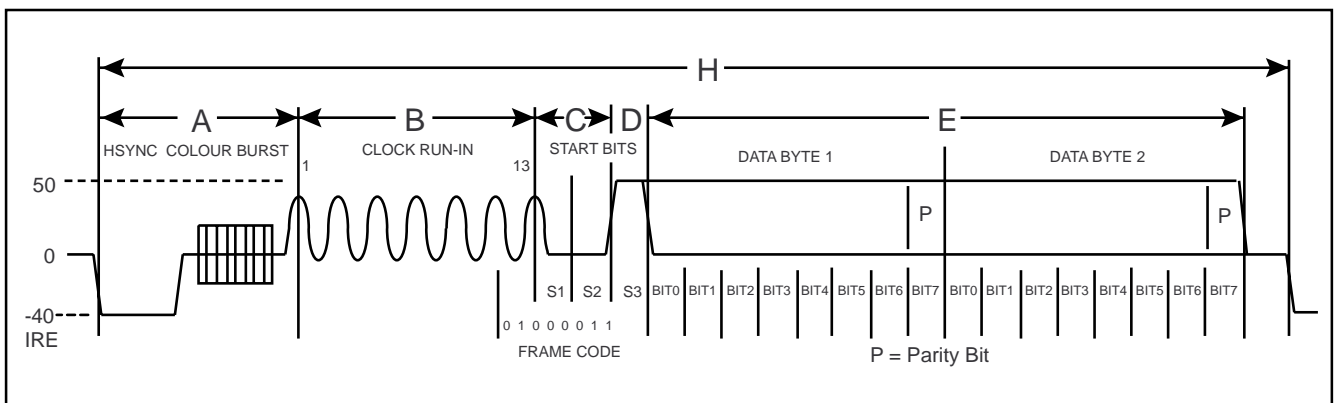 H
A B C D E
HSYNC COLOUR BURST CLOCK RUN-IN START BITS DATA BYTE 1 DATA BYTE 2
1 13
50
P P
0
S1 S2 S3 BIT0 BIT1 BIT2 BIT3 BIT4 BIT5 BIT6 BIT7 BIT0 BIT1 BIT2 BIT3 BIT4 BIT5 BIT6 BIT7
-40
0 1 0 0 0 0 1 1
IRE
FRAME CODE
P = Parity Bit